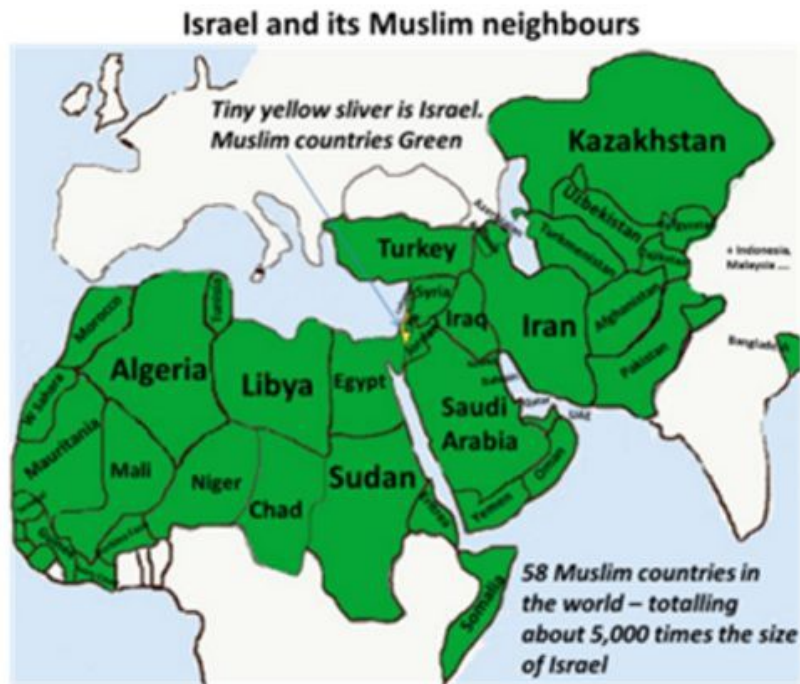 Israel and its Muslim neighbours
Tiny yellow sliver is Israel.
Muslim countries Green
Kazakhstan
Uzbekistan
Turkmenistan
Turkey
Syria
Iraq
Iran
Afghanistan
Pakistan
+ Indonesia,
Malaysia ....
Bangladesh
Morocco
Algeria
Tunisia
Libya
Egypt
Saudi
Arabia
Qatar
UAE
Oman
Yemen
W Sahara
Mauritania
Mali
Niger
Chad
Sudan
Eritrea
Somalia
58 Muslim countries in
the world – totalling
about 5,000 times the size
of Israel